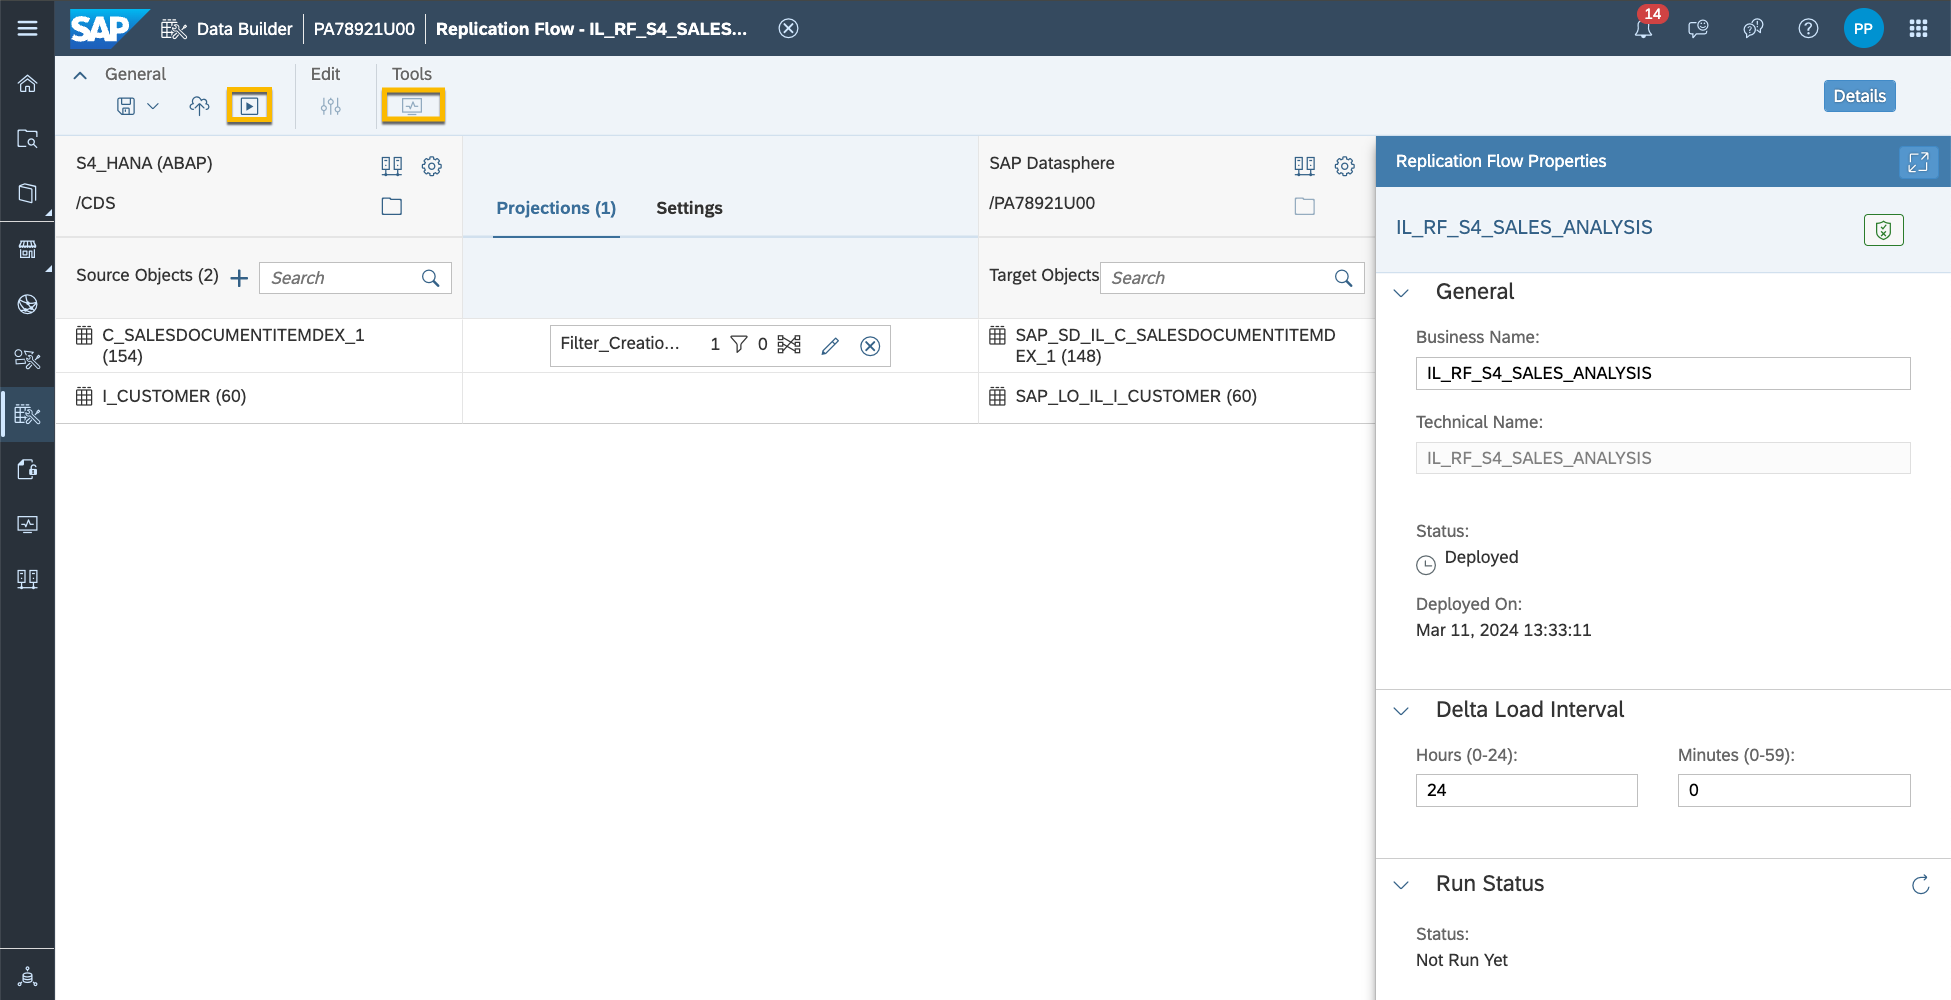 SAP
Data Builder
PA78921U00
Replication Flow - IL_RF_S4_SALES...
14
PP
General
Edit
Tools
Details
S4_HANA (ABAP)
/CDS
Projections (1)
Settings
SAP Datasphere
/PA78921U00
Source Objects (2)
Search
Target Objects
Search
C_SALESDOCUMENTITEMDEX_1
(154)
Filter_Creatio...
1
0
SAP_SD_IL_C_SALESDOCUMENTITEMD
EX_1 (148)
I_CUSTOMER (60)
SAP_LO_IL_I_CUSTOMER (60)
Replication Flow Properties
IL_RF_S4_SALES_ANALYSIS
General
Business Name:
IL_RF_S4_SALES_ANALYSIS
Technical Name:
IL_RF_S4_SALES_ANALYSIS
Status:
Deployed
Deployed On:
Mar 11, 2024 13:33:11
Delta Load Interval
Hours (0-24):
Minutes (0-59):
24
0
Run Status
Status:
Not Run Yet